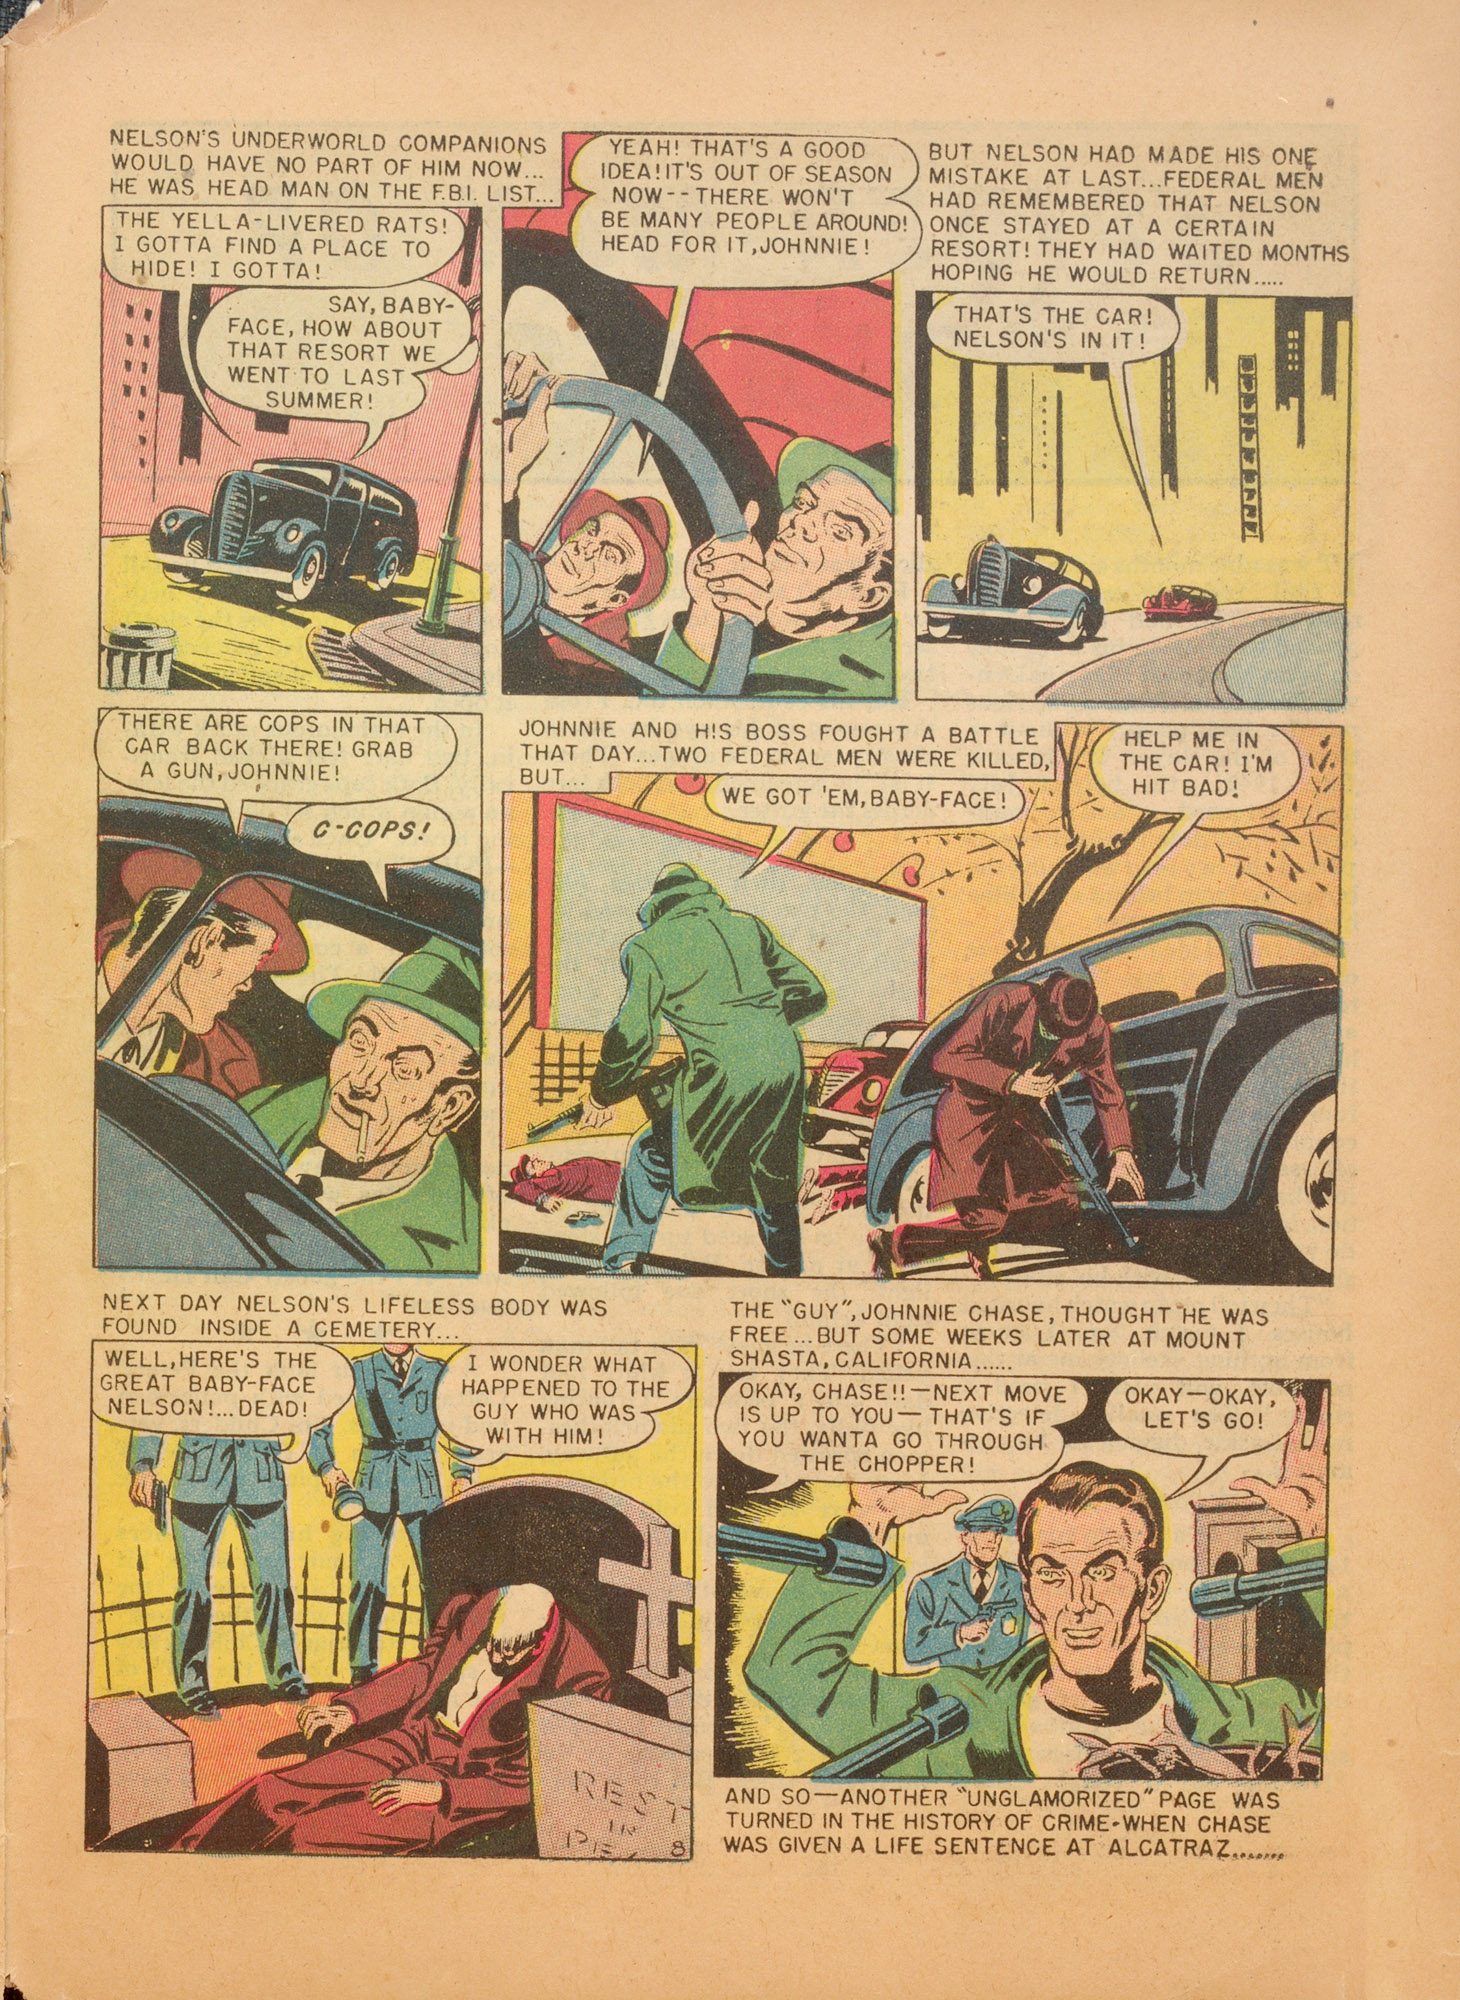 NELSON'S UNDERWORLD COMPANIONS
WOULD HAVE NO PART OF HIM NOW...
HE WAS HEAD MAN ON THE F.B.I. LIST...
THE YELLA-LIVERED RATS!
I GOTTA FIND A PLACE TO
HIDE! I GOTTA!
SAY, BABY-
FACE, HOW ABOUT
THAT RESORT WE
WENT TO LAST
SUMMER!
YEAH! THAT'S A GOOD
IDEA! IT'S OUT OF SEASON
NOW--THERE WON'T
BE MANY PEOPLE AROUND!
HEAD FOR IT, JOHNNIE!
BUT NELSON HAD MADE HIS ONE
MISTAKE AT LAST...FEDERAL MEN
HAD REMEMBERED THAT NELSON
ONCE STAYED AT A CERTAIN
RESORT! THEY HAD WAITED MONTHS
HOPING HE WOULD RETURN.....
THAT'S THE CAR!
NELSON'S IN IT!
THERE ARE COPS IN THAT
CAR BACK THERE! GRAB
A GUN, JOHNNIE!
C-COPS!
JOHNNIE AND HIS BOSS FOUGHT A BATTLE
THAT DAY...TWO FEDERAL MEN WERE KILLED,
BUT...
WE GOT 'EM, BABY-FACE!
HELP ME IN
THE CAR! I'M
HIT BAD!
NEXT DAY NELSON'S LIFELESS BODY WAS
FOUND INSIDE A CEMETERY...
WELL, HERE'S THE
GREAT BABY-FACE
NELSON!...DEAD!
I WONDER WHAT
HAPPENED TO THE
GUY WHO WAS
WITH HIM!
REST
IN
PE
8
THE "GUY", JOHNNIE CHASE, THOUGHT HE WAS
FREE...BUT SOME WEEKS LATER AT MOUNT
SHASTA, CALIFORNIA......
OKAY, CHASE!!—NEXT MOVE
IS UP TO YOU—THAT'S IF
YOU WANTA GO THROUGH
THE CHOPPER!
OKAY—OKAY,
LET'S GO!
AND SO—ANOTHER "UNGLAMORIZED" PAGE WAS
TURNED IN THE HISTORY OF CRIME-WHEN CHASE
WAS GIVEN A LIFE SENTENCE AT ALCATRAZ........